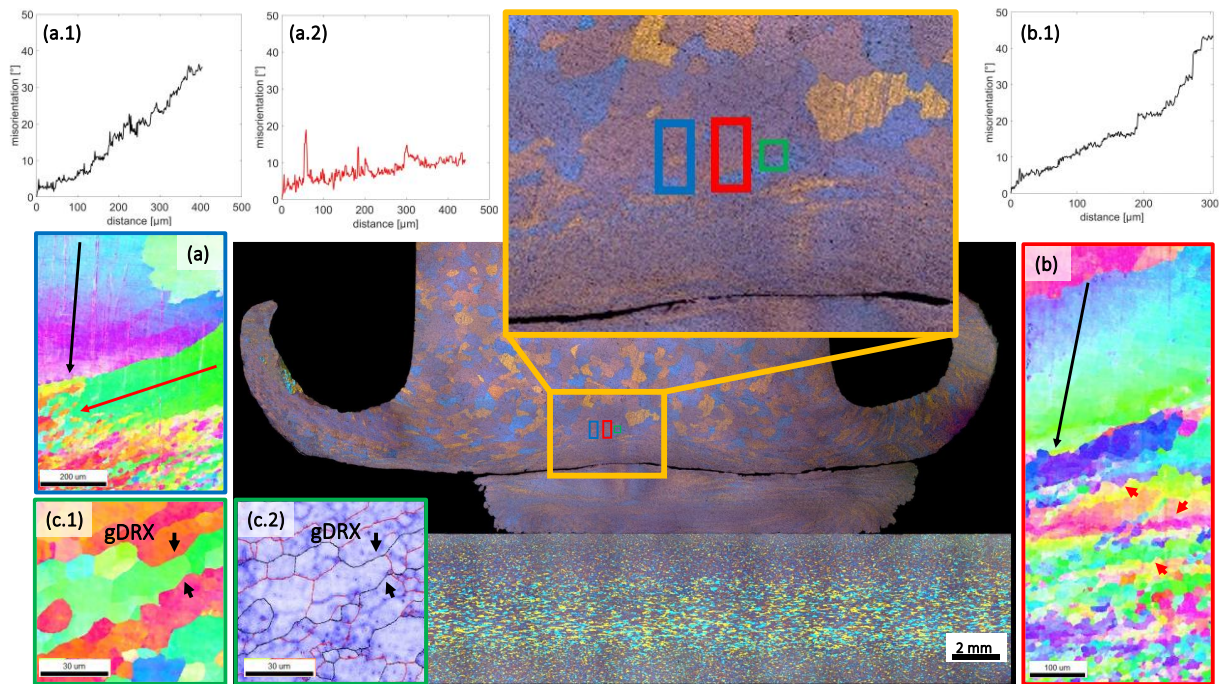 (a.1)
50
40
30
20
10
0
misorientation [°]
0
100
200
300
400
500
distance [µm]
(a.2)
50
40
30
20
10
0
misorientation [°]
0
100
200
300
400
500
distance [µm]
(b.1)
50
40
30
20
10
0
misorientation [°]
0
100
200
300
distance [µm]
(a)
200 um
(b)
100 um
(c.1)
gDRX
30 um
(c.2)
gDRX
30 um
2 mm